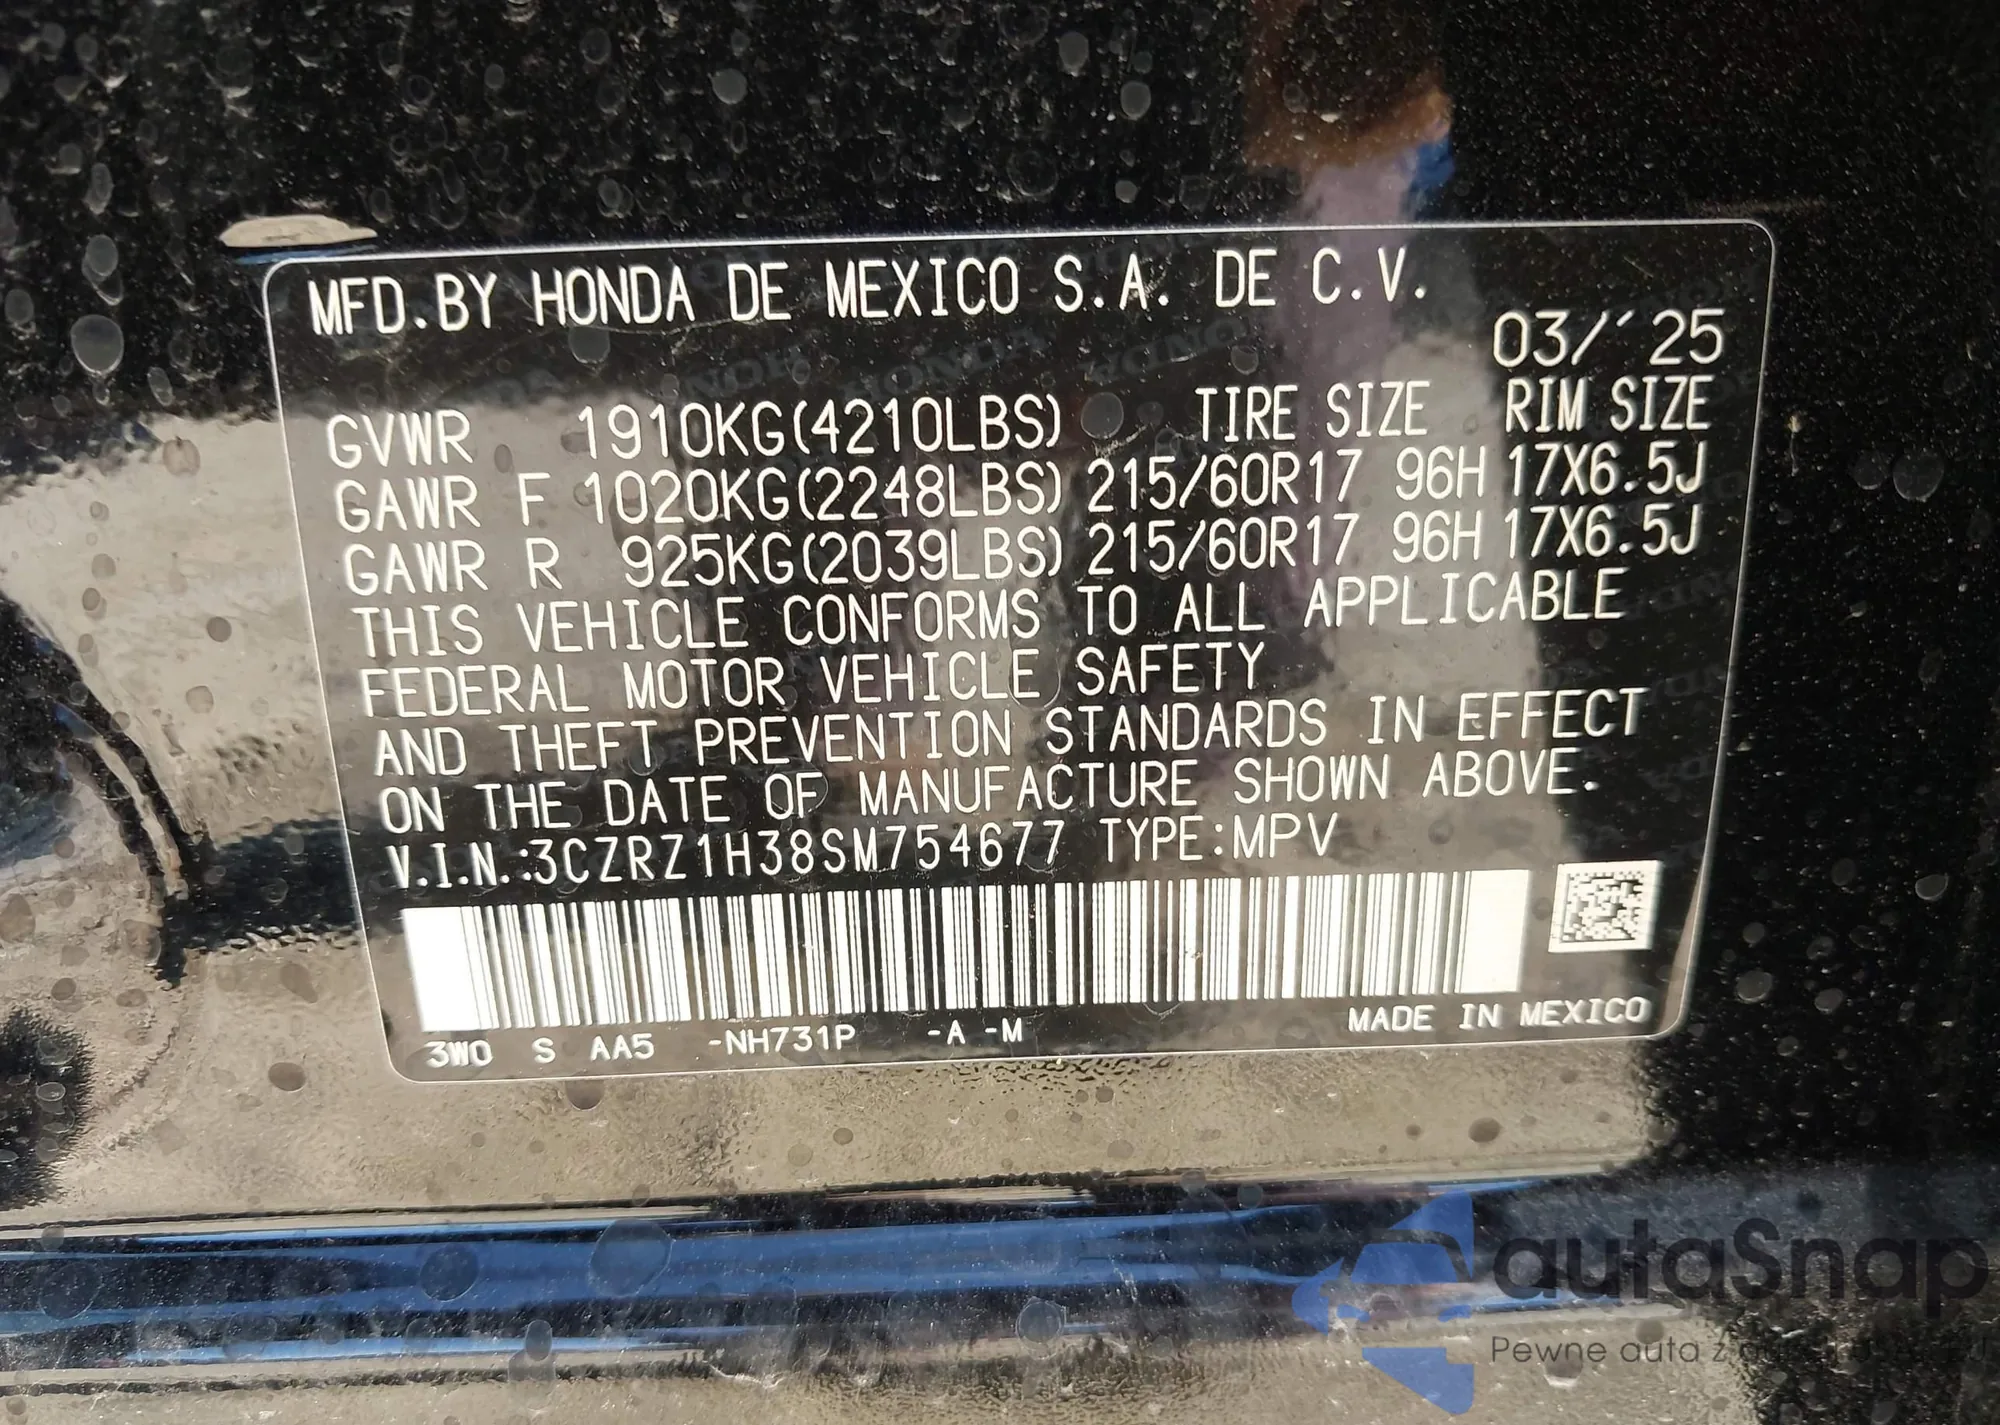 MFD.BY HONDA DE MEXICO S.A. DE C.V.
03/´25
GVWR 1910KG(4210LBS) TIRE SIZE RIM SIZE
GAWR F 1020KG(2248LBS) 215/60R17 96H 17X6.5J
GAWR R 925KG(2039LBS) 215/60R17 96H 17X6.5J
THIS VEHICLE CONFORMS TO ALL APPLICABLE
FEDERAL MOTOR VEHICLE SAFETY
AND THEFT PREVENTION STANDARDS IN EFFECT
ON THE DATE OF MANUFACTURE SHOWN ABOVE.
V.I.N.:3CZRZ1H38SM754677 TYPE:MPV
3W0 S AA5 -NH731P -A -M MADE IN MEXICO
autaSnap
Pewne auta z